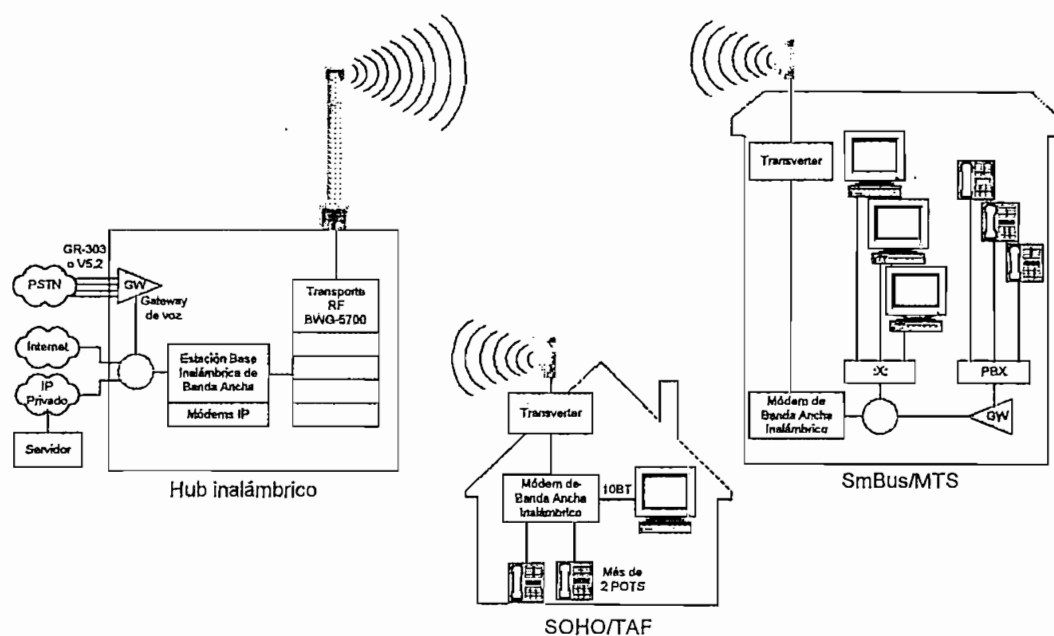 GR-303
o V5,2
PSTN
GW
Gateway
de voz
Internet
IP
Privado
Servidor
Estación Base
Inalámbrica de
Banda Ancha
Módems IP
Transporte
RF
BWG-5700
Hub inalámbrico
Transverter
Módem de
Banda Ancha
Inalámbrico
10BT
Más de
2 POTS
SOHO/TAF
Transverter
:X:
PBX
Módem de
Banda Ancha
Inalámbrico
GW
SmBus/MTS